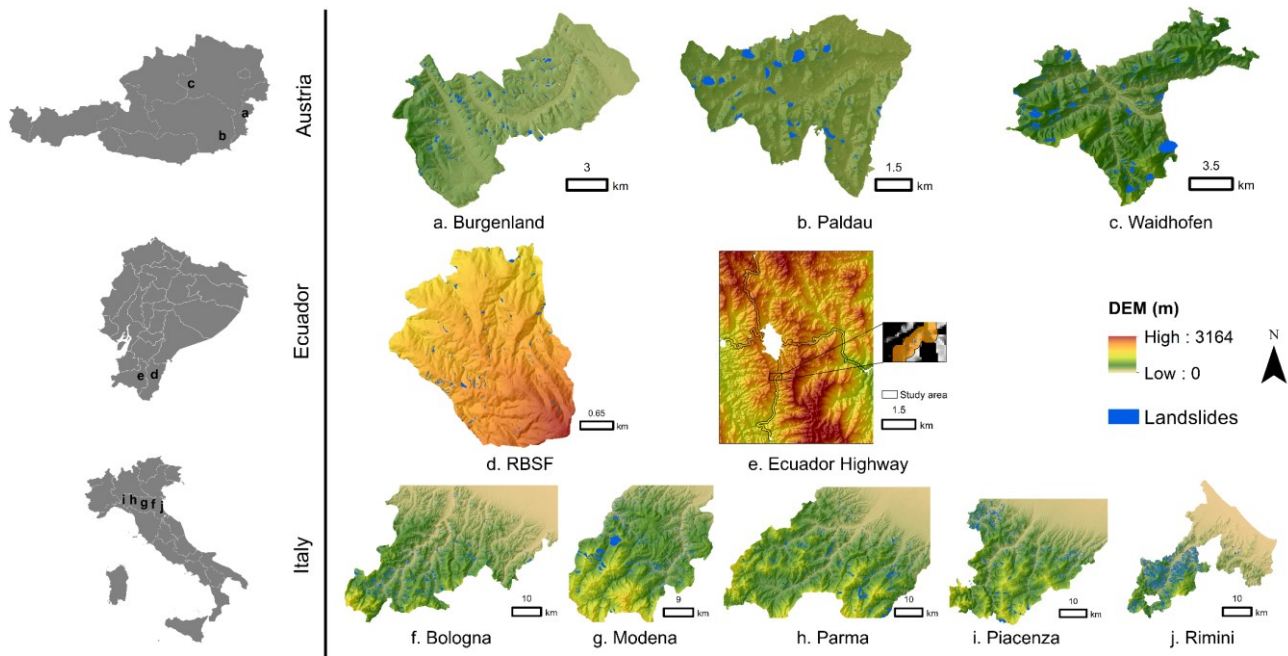 Austria
c
a
b
3
km
a. Burgenland
1.5
km
b. Paldau
3.5
km
c. Waidhofen
Ecuador
e d
0.65
km
d. RBSF
Study area
1.5
km
e. Ecuador Highway
DEM (m)
High : 3164
Low : 0
Landslides
N
Italy
i h g f j
10
km
f. Bologna
9
km
g. Modena
10
km
h. Parma
10
km
i. Piacenza
10
km
j. Rimini